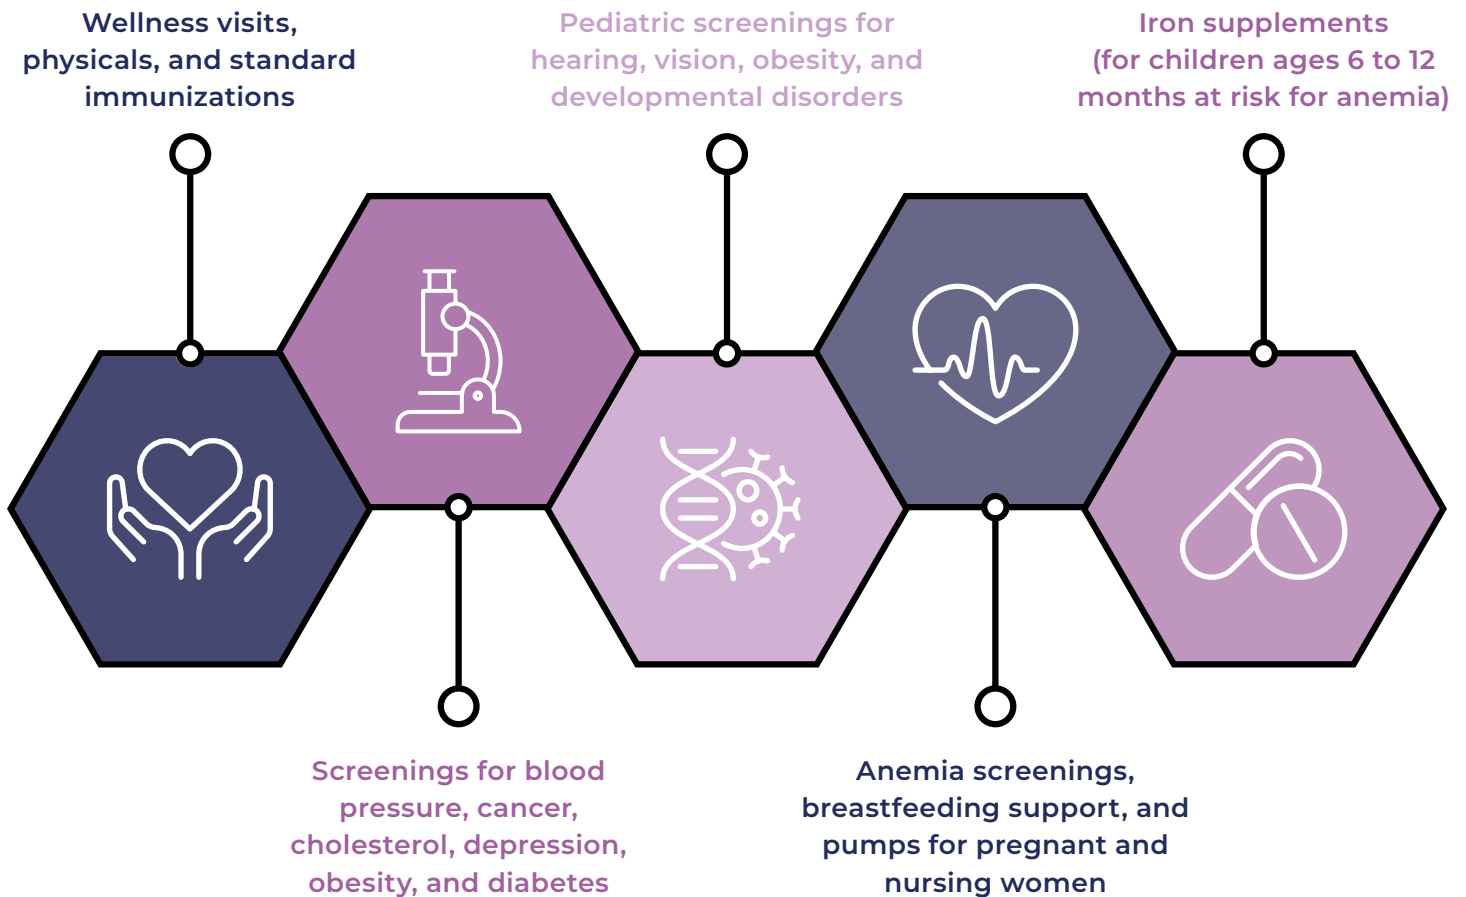 Wellness visits,
physicals, and standard
immunizations
Pediatric screenings for
hearing, vision, obesity, and
developmental disorders
Iron supplements
(for children ages 6 to 12
months at risk for anemia)
Screenings for blood
pressure, cancer,
cholesterol, depression,
obesity, and diabetes
Anemia screenings,
breastfeeding support, and
pumps for pregnant and
nursing women